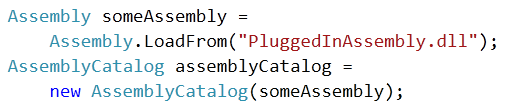 Assembly someAssembly =
    Assembly.LoadFrom("PluggedInAssembly.dll");
AssemblyCatalog assemblyCatalog =
    new AssemblyCatalog(someAssembly);